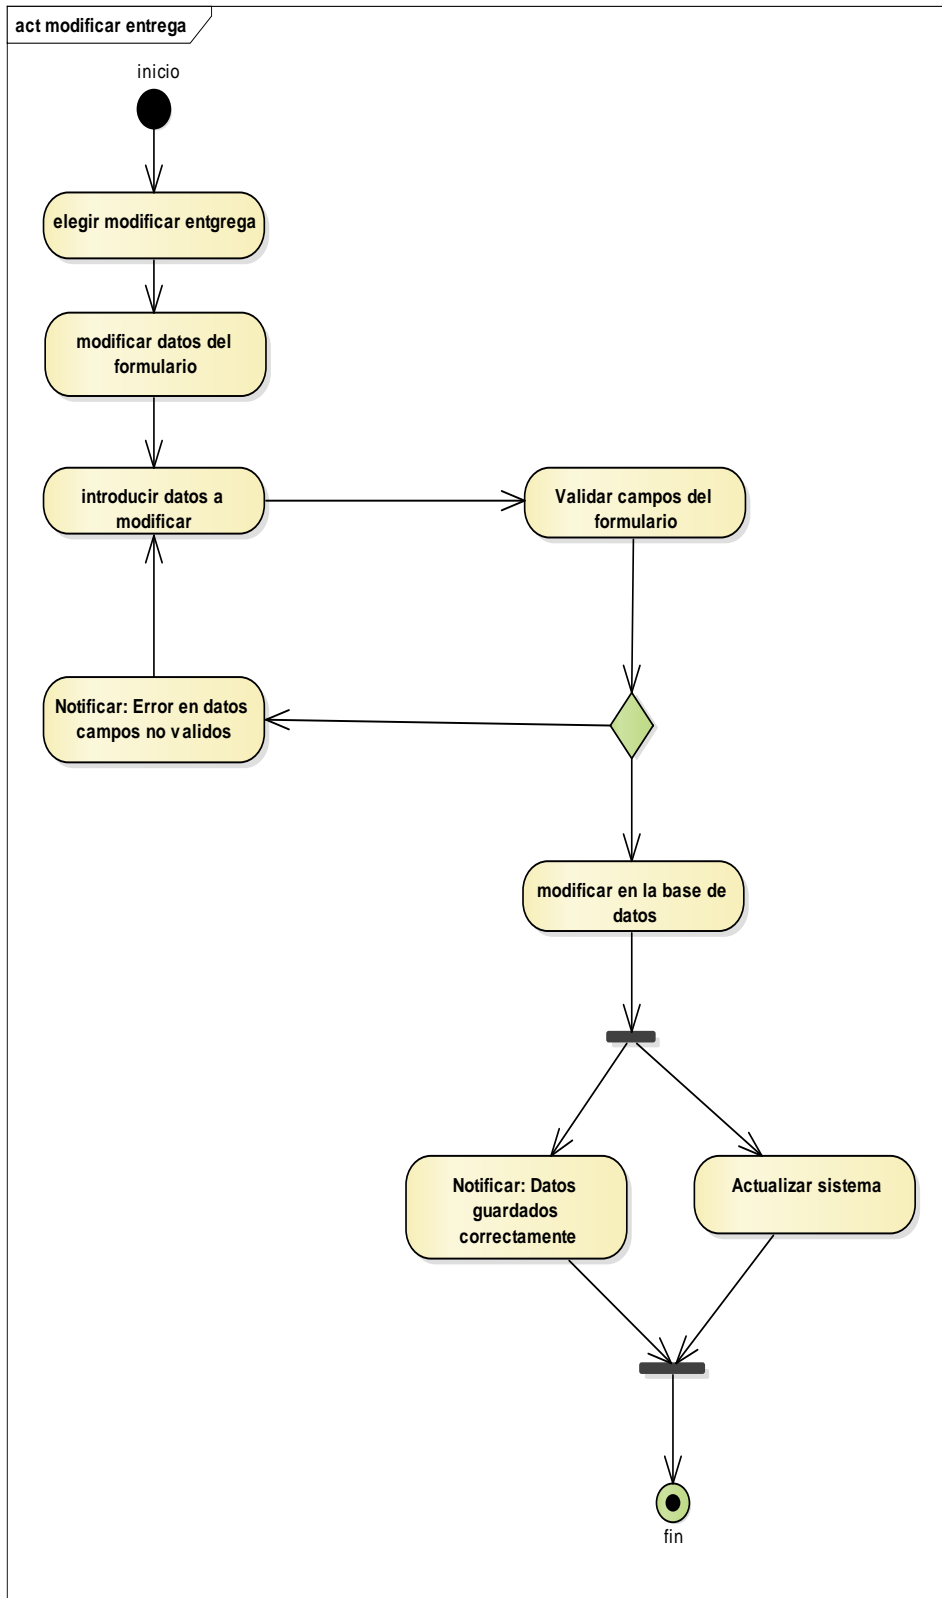 act modificar entrega
inicio
elegir modificar entgrega
modificar datos del
formulario
introducir datos a
modificar
Validar campos del
formulario
Notificar: Error en datos
campos no validos
modificar en la base de
datos
Notificar: Datos
guardados
correctamente
Actualizar sistema
fin